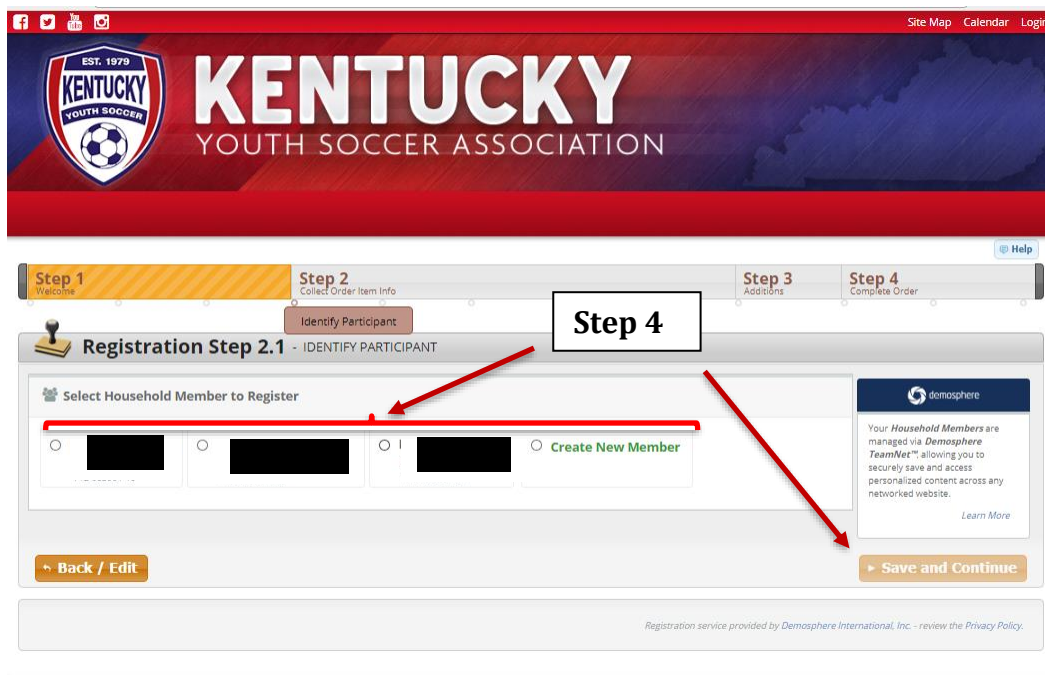 Site Map Calendar Login
EST. 1979
KENTUCKY
YOUTH SOCCER
KENTUCKY
YOUTH SOCCER ASSOCIATION
Help
Step 1
Welcome
Step 2
Collect Order Item Info
Step 3
Additions
Step 4
Complete Order
Identify Participant
Step 4
Registration Step 2.1 - IDENTIFY PARTICIPANT
Select Household Member to Register
Create New Member
demosphere
Your Household Members are
managed via Demosphere
TeamNet™, allowing you to
securely save and access
personalized content across any
networked website.
Learn More
Back / Edit
Save and Continue
Registration service provided by Demosphere International, Inc. - review the Privacy Policy.